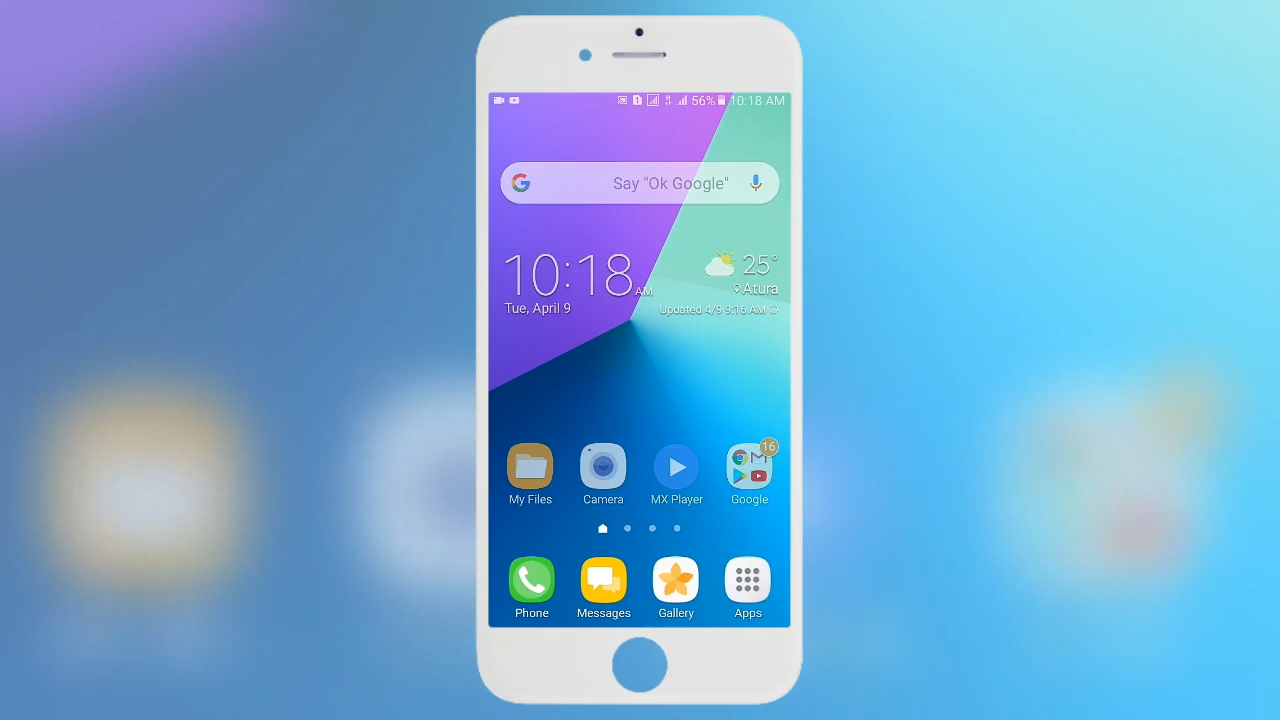 56% 10:18 AM
Say "Ok Google"
10:18 AM
25°
Atura
Tue, April 9
Updated 4/9 9:16 AM
16
My Files
Camera
MX Player
Google
Phone
Messages
Gallery
Apps